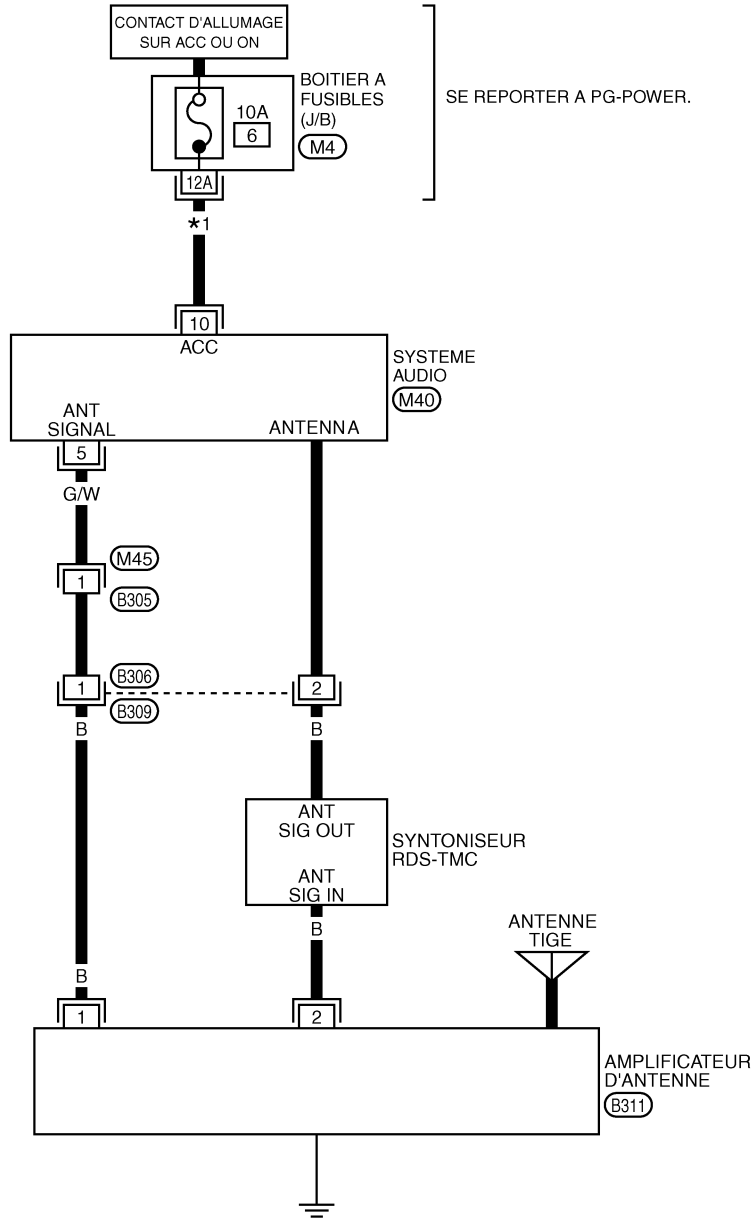 CONTACT D'ALLUMAGE
SUR ACC OU ON
BOITIER A
FUSIBLES
(J/B)
M4
10A
6
SE REPORTER A PG-POWER.
12A
*1
10
ACC
SYSTEME
AUDIO
M40
ANT
SIGNAL
ANTENNA
5
G/W
M45
1
B305
B306
1
2
B309
B
B
ANT
SIG OUT
SYNTONISEUR
RDS-TMC
ANT
SIG IN
B
ANTENNE
TIGE
B
1
2
AMPLIFICATEUR
D'ANTENNE
B311